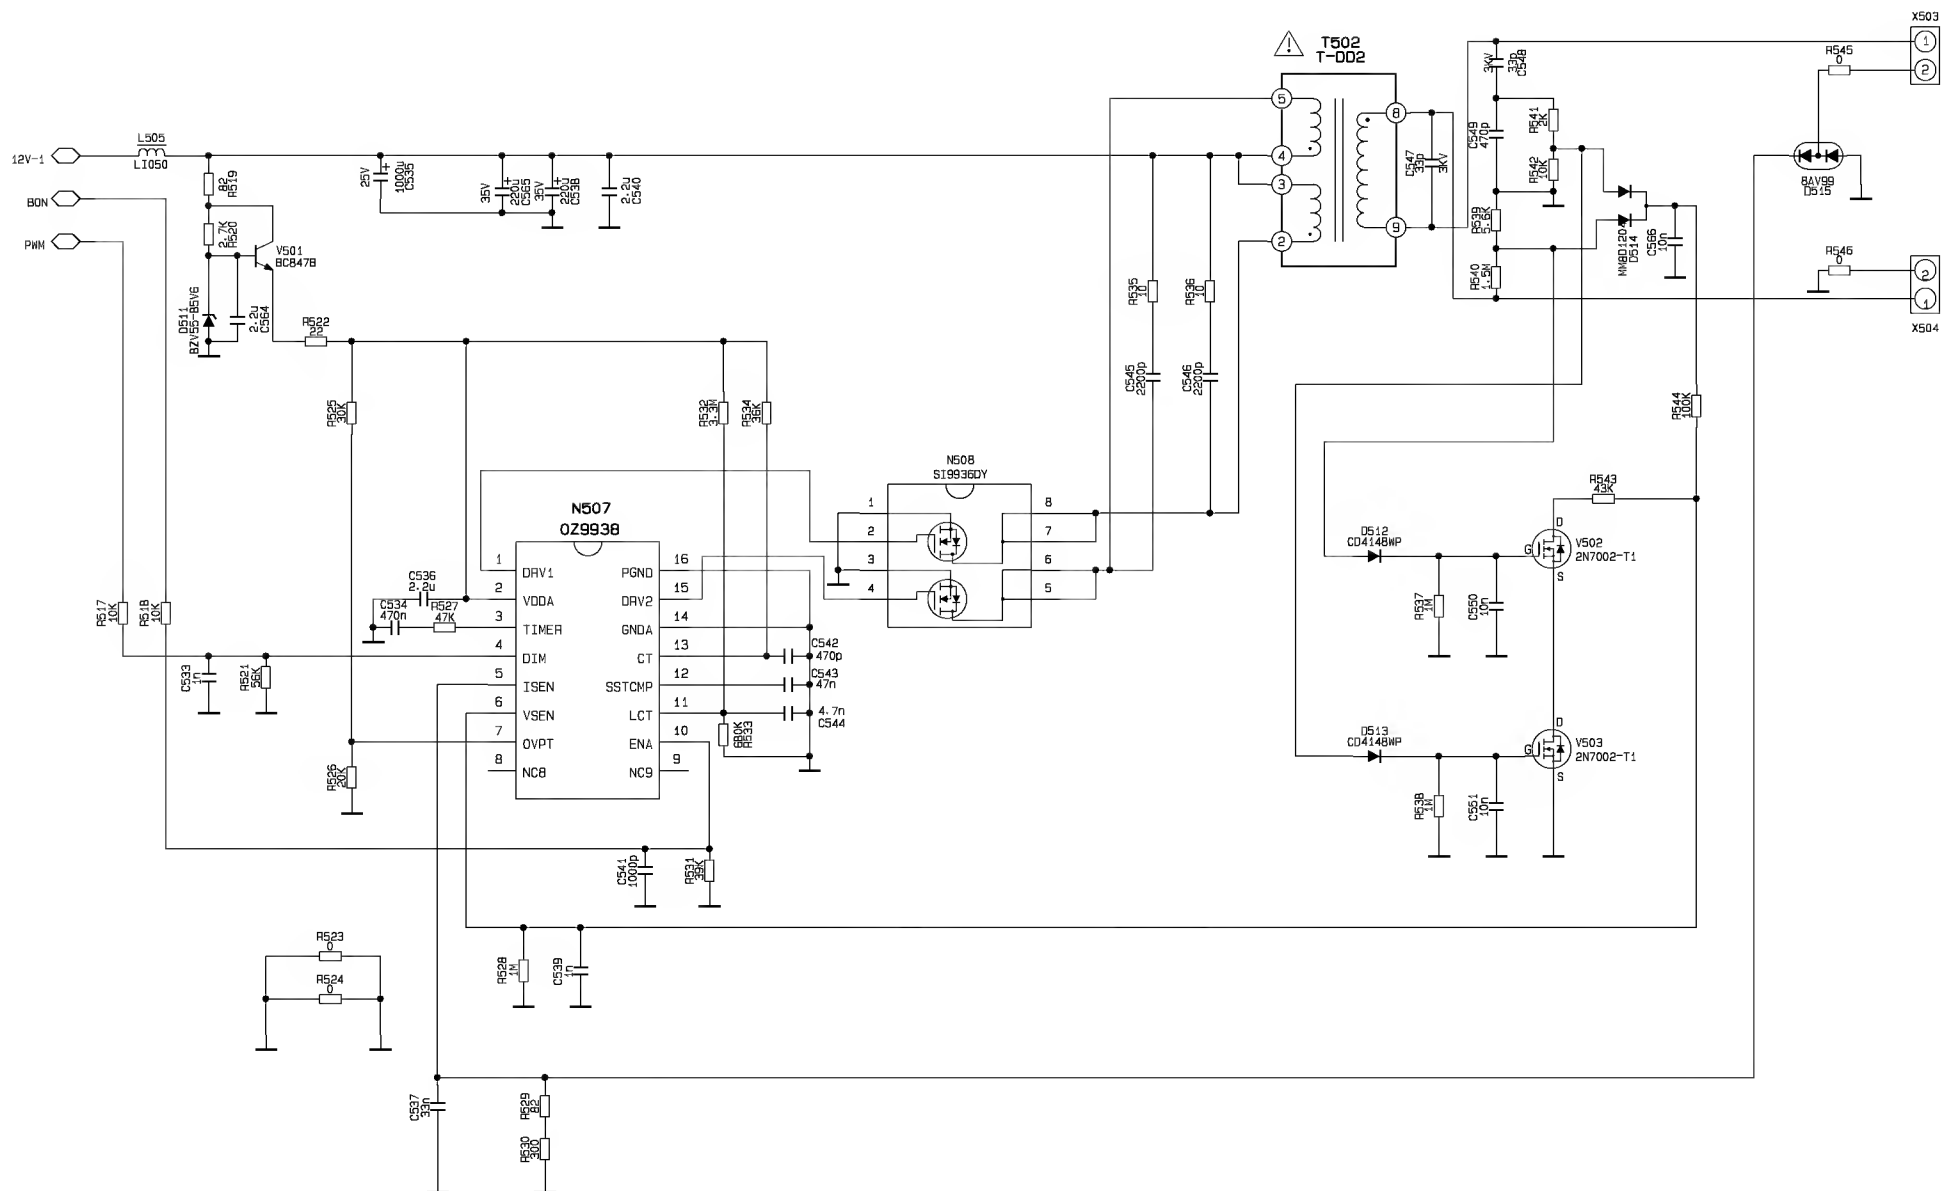 X503
T502
T-DD2
1
2
R545
0
3KV
33p
C548
5
4
3
2
8
9
C547
33p
3KV
C549
470p
R541
2K
R542
10K
R539
5.6K
R540
1.5M
MMBD1204
D514
C566
10n
BAV99
D515
R546
0
2
1
X504
12V-1
L505
LI050
BON
PWM
82
R519
2.7K
R520
V501
BC847B
D511
BZV55-B5V6
2.2u
C564
25V
1000u
C535
35V
220u
C565
35V
220u
C538
2.2u
C540
R522
22
R525
30K
R532
3.3M
R534
36K
R535
10
R536
10
C545
2200p
C546
2200p
R544
100K
N508
SI9936DY
1
2
3
4
8
7
6
5
R543
43K
D512
CD4148WP
D
G
S
V502
2N7002-T1
R537
1M
C550
10n
N507
OZ9938
1
2
3
4
5
6
7
8
DRV1
VDDA
TIMER
DIM
ISEN
VSEN
OVPT
NC8
PGND
DRV2
GNDA
CT
SSTCMP
LCT
ENA
NC9
16
15
14
13
12
11
10
9
C536
2.2u
C534
470n
R527
47K
R517
10K
R518
10K
C533
1n
R521
56K
C542
470p
C543
47n
4.7n
C544
680K
R533
R526
20K
D513
CD4148WP
D
G
S
V503
2N7002-T1
R538
1M
C551
10n
C541
1000p
R531
39K
R528
1M
C539
1n
R523
0
R524
0
C537
33n
R529
82
R530
300